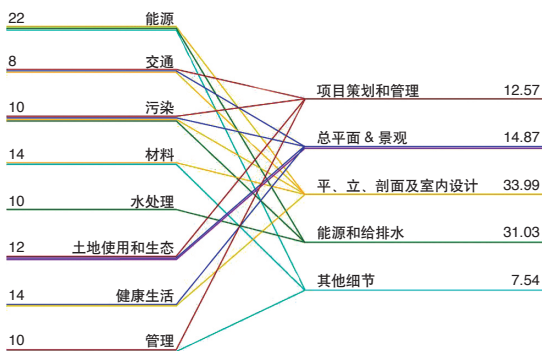 22 能源
8 交通
10 污染
14 材料
10 水处理
12 土地使用和生态
14 健康生活
10 管理
项目策划和管理 12.57
总平面 & 景观 14.87
平、立、剖面及室内设计 33.99
能源和给排水 31.03
其他细节 7.54